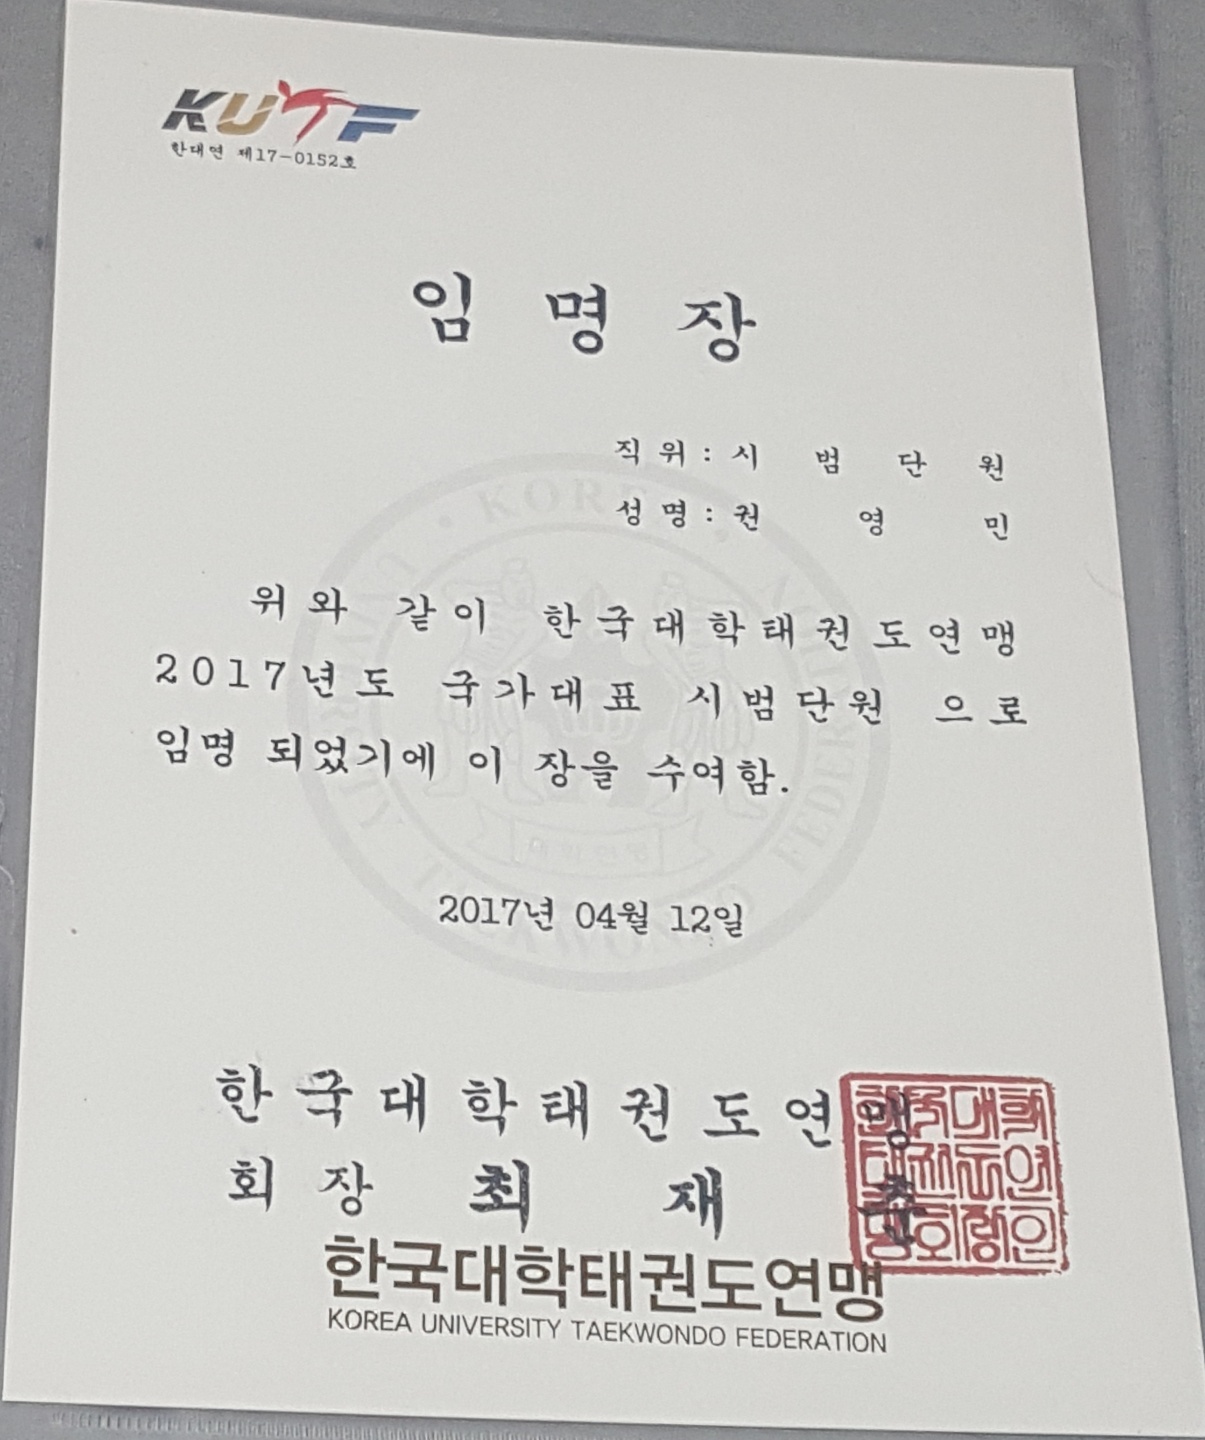 KUTF
한대연 제17-0152호
임 명 장
직 위 : 시 범 단 원
성 명 : 권 영 민
위 와 같 이 한 국 대 학 태 권 도 연 맹
2 0 1 7 년 도 국 가 대 표 시 범 단 원 으 로
임명 되었기에 이 장을 수여함.
2017년 04월 12일
한 국 대 학 태 권 도 연 맹
회 장 최 재 춘
한국대학태권도연맹
KOREA UNIVERSITY TAEKWONDO FEDERATION
KOREA UNIVERSITY TAEKWONDO FEDERATION